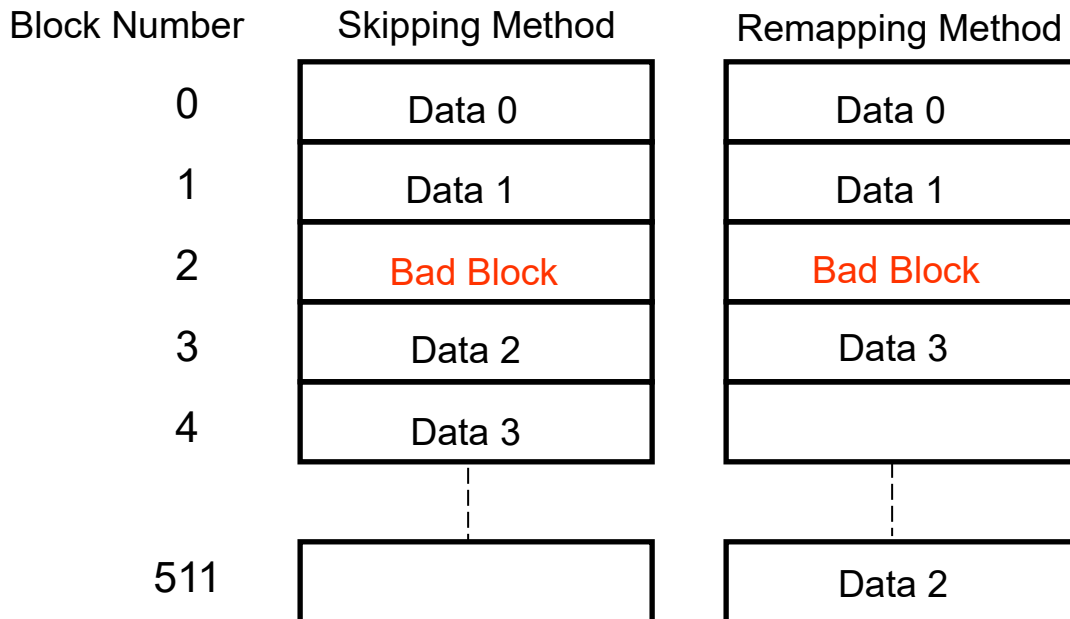 Block Number Skipping Method Remapping Method
0 Data 0 Data 0
1 Data 1 Data 1
2 Bad Block Bad Block
3 Data 2 Data 3
4 Data 3
511 Data 2